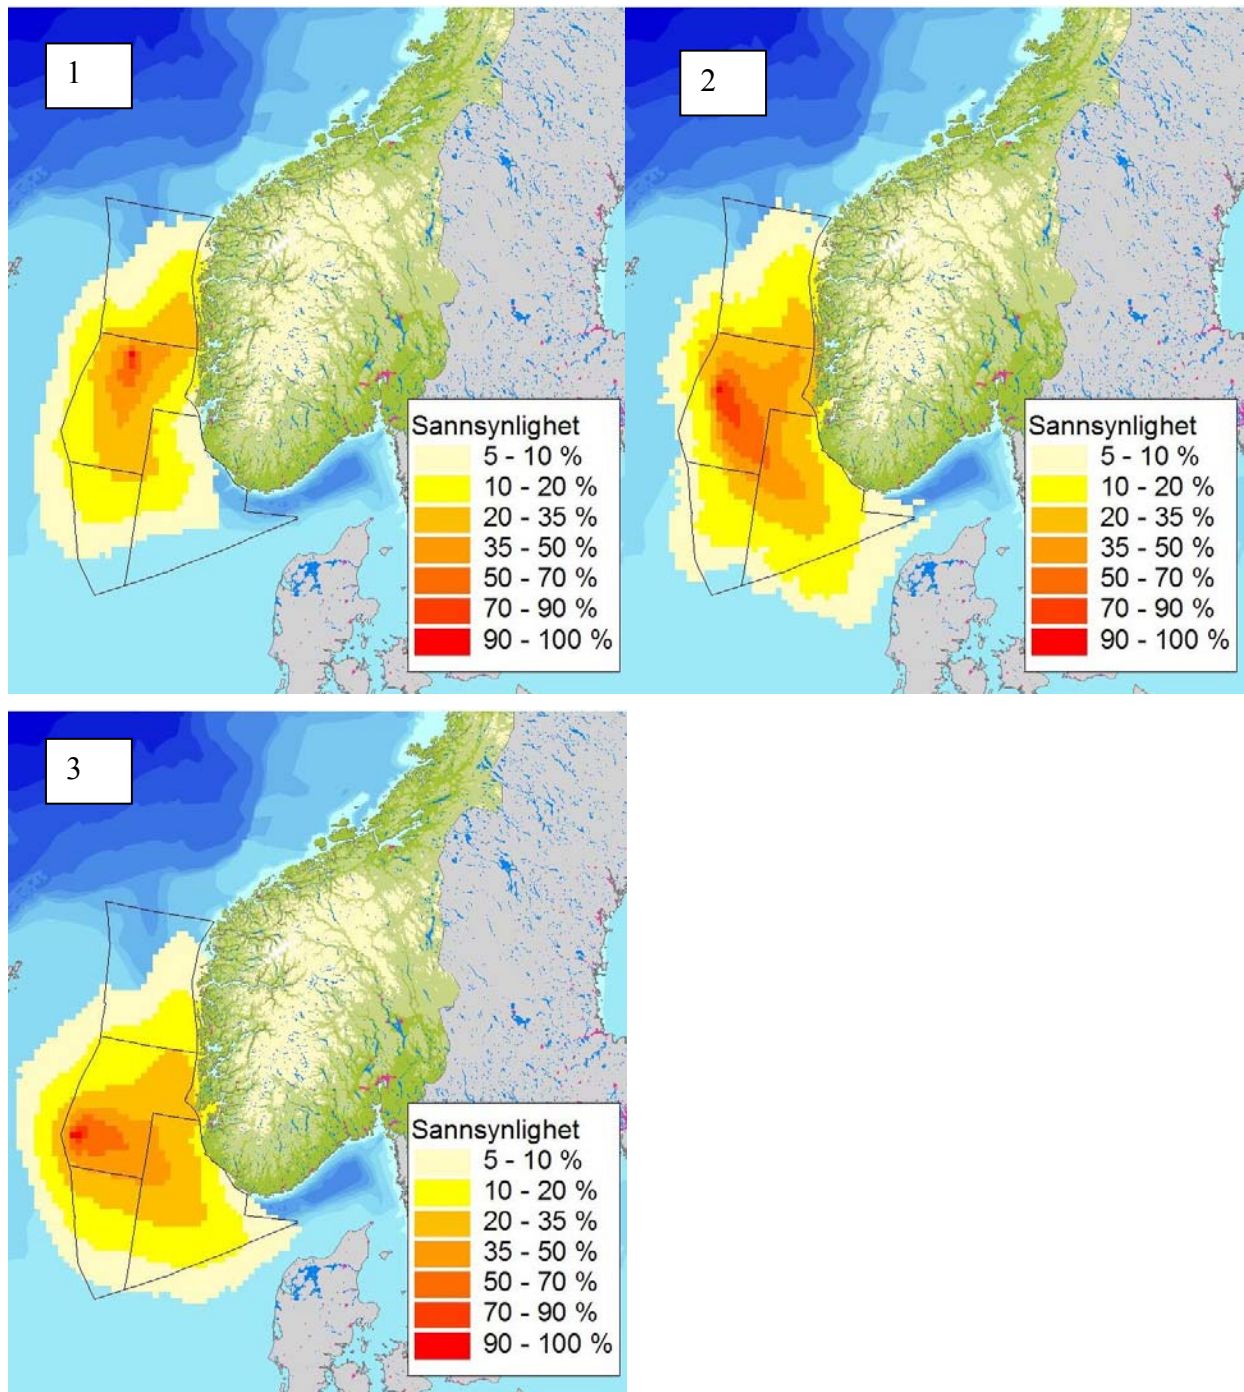 1
Sannsynlighet
5 - 10 %
10 - 20 %
20 - 35 %
35 - 50 %
50 - 70 %
70 - 90 %
90 - 100 %
2
Sannsynlighet
5 - 10 %
10 - 20 %
20 - 35 %
35 - 50 %
50 - 70 %
70 - 90 %
90 - 100 %
3
Sannsynlighet
5 - 10 %
10 - 20 %
20 - 35 %
35 - 50 %
50 - 70 %
70 - 90 %
90 - 100 %